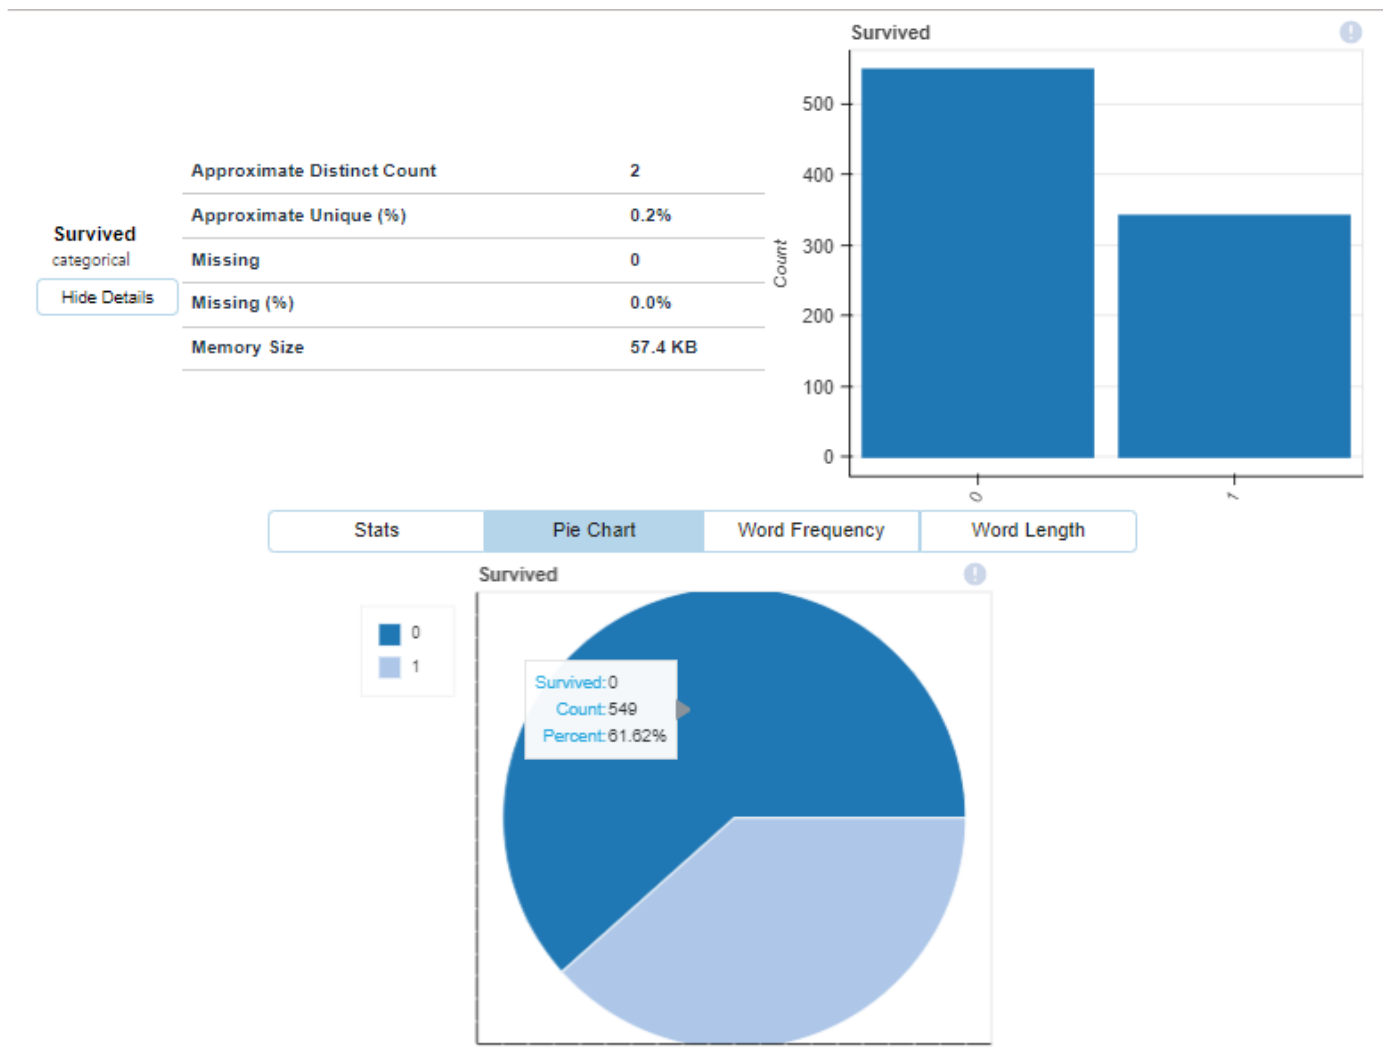 Survived
categorical
Hide Details
Approximate Distinct Count 2
Approximate Unique (%) 0.2%
Missing 0
Missing (%) 0.0%
Memory Size 57.4 KB
Survived
!
500
400
300
200
100
0
Count
0
1
Stats Pie Chart Word Frequency Word Length
Survived
!
0
1
Survived: 0
Count: 549
Percent: 61.62%